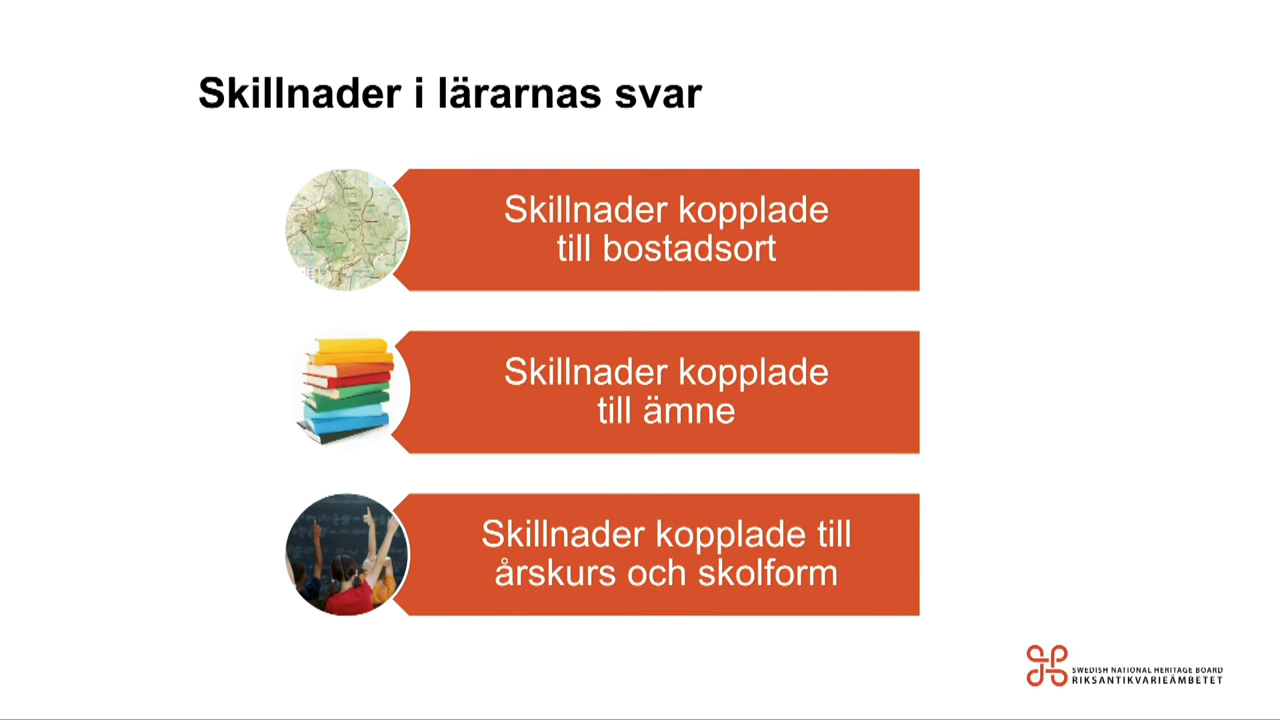 Skillnader i lärarnas svar
Skillnader kopplade
till bostadsort
Skillnader kopplade
till ämne
Skillnader kopplade till
årskurs och skolform
SWEDISH NATIONAL HERITAGE BOARD
RIKSANTIKVARIEÄMBETET